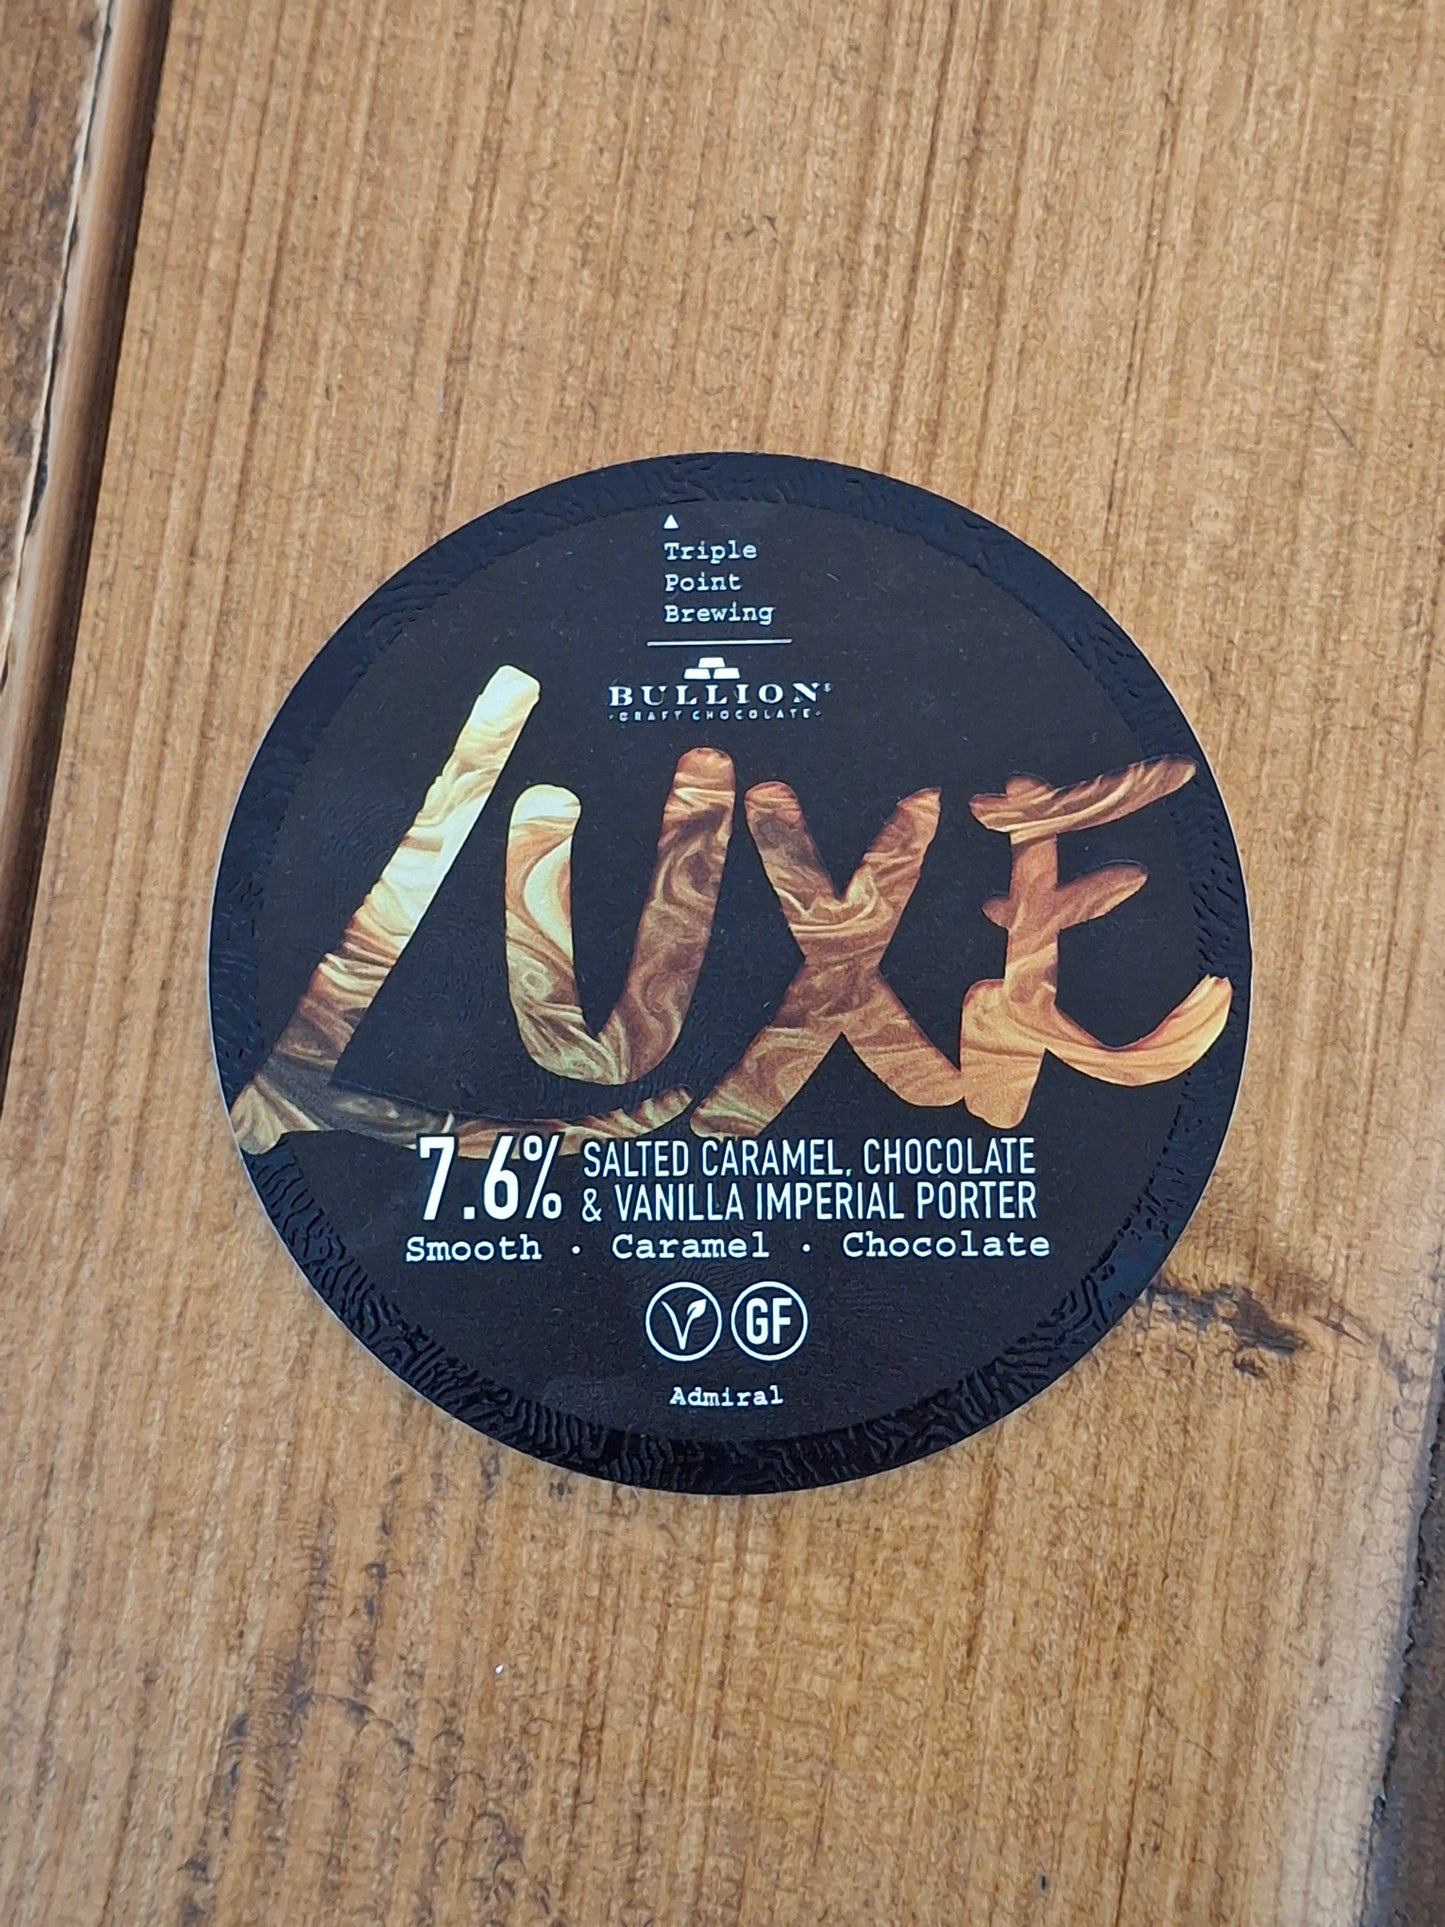 Triple
Point
Brewing
BULLION®
·CRAFT CHOCOLATE·
LUXE
7.6% SALTED CARAMEL, CHOCOLATE
& VANILLA IMPERIAL PORTER
Smooth · Caramel · Chocolate
V GF
Admiral